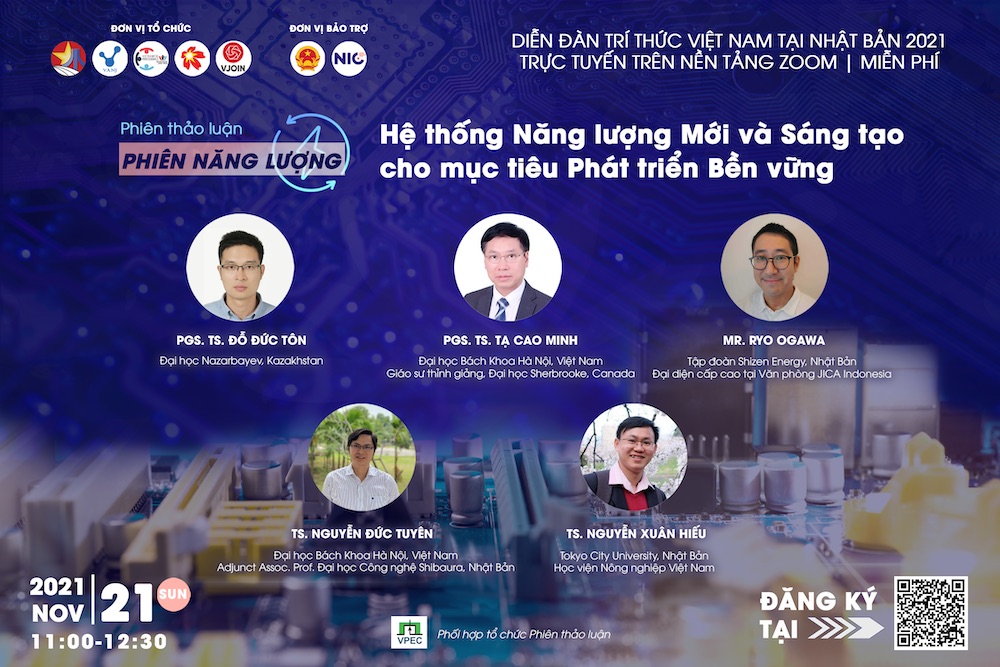 ĐƠN VỊ TỔ CHỨC
ĐƠN VỊ BẢO TRỢ
VJOIN
NIC
DIỄN ĐÀN TRÍ THỨC VIỆT NAM TẠI NHẬT BẢN 2021
TRỰC TUYẾN TRÊN NỀN TẢNG ZOOM | MIỄN PHÍ
Phiên thảo luận
PHIÊN NĂNG LƯỢNG
Hệ thống Năng lượng Mới và Sáng tạo
cho mục tiêu Phát triển Bền vững
PGS. TS. ĐỖ ĐỨC TÔN
Đại học Nazarbayev, Kazakhstan
PGS. TS. TẠ CAO MINH
Đại học Bách Khoa Hà Nội, Việt Nam
Giáo sư thỉnh giảng, Đại học Sherbrooke, Canada
MR. RYO OGAWA
Tập đoàn Shizen Energy, Nhật Bản
Đại diện cấp cao tại Văn phòng JICA Indonesia
TS. NGUYỄN ĐỨC TUYÊN
Đại học Bách Khoa Hà Nội, Việt Nam
Adjunct Assoc. Prof. Đại học Công nghệ Shibaura, Nhật Bản
TS. NGUYỄN XUÂN HIẾU
Tokyo City University, Nhật Bản
Học viện Nông nghiệp Việt Nam
2021
NOV
21
SUN
11:00-12:30
VPEC
Phối hợp tổ chức Phiên thảo luận
ĐĂNG KÝ
TẠI